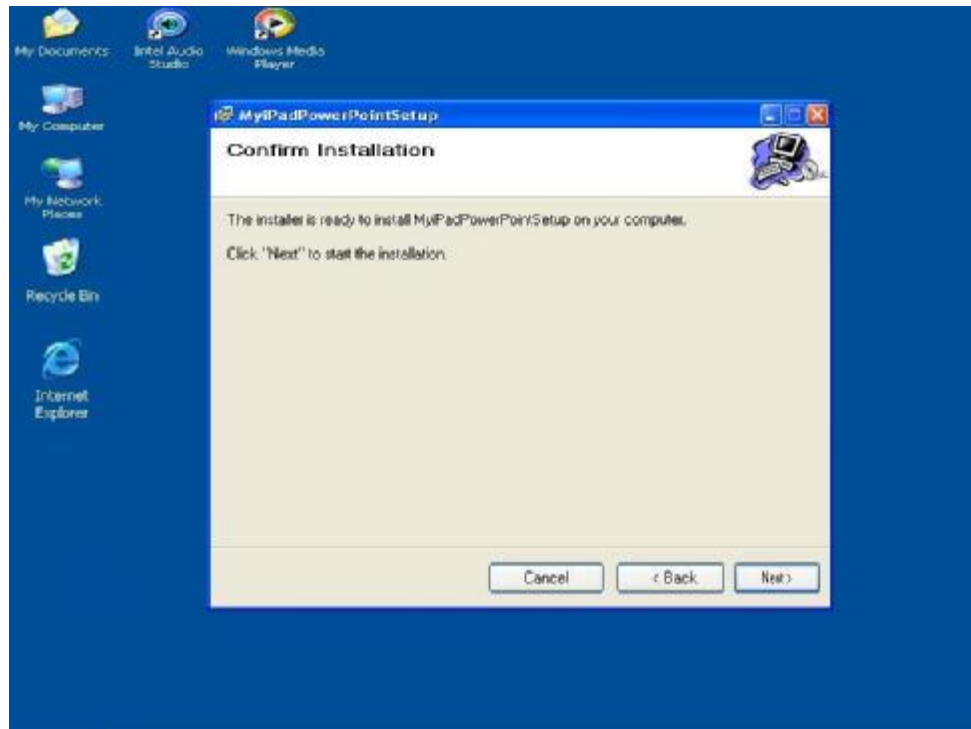 My Documents
Intel Audio
Studio
Windows Media
Player
My Computer
My Network
Places
Recycle Bin
Internet
Explorer
MyiPadPowerPointSetup
Confirm Installation
The installer is ready to install MyiPadPowerPointSetup on your computer.
Click "Next" to start the installation.
Cancel
< Back
Next >